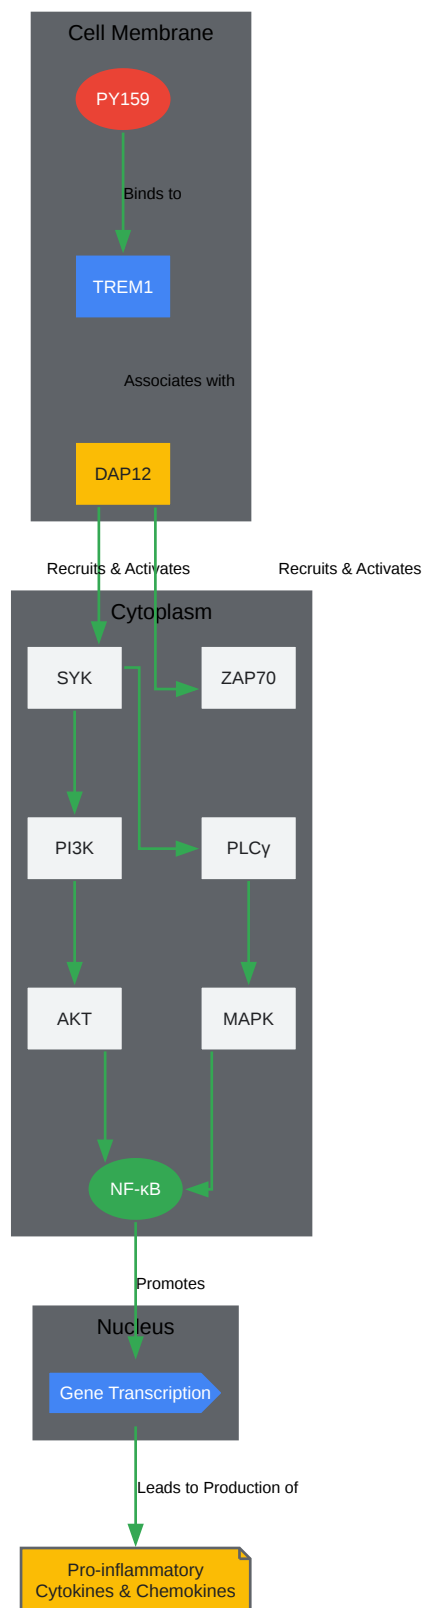 Cell Membrane
PY159
Binds to
TREM1
Associates with
DAP12
Recruits & Activates
Recruits & Activates
Cytoplasm
SYK
ZAP70
PI3K
PLCγ
AKT
MAPK
NF-κB
Promotes
Nucleus
Gene Transcription
Leads to Production of
Pro-inflammatory
Cytokines & Chemokines